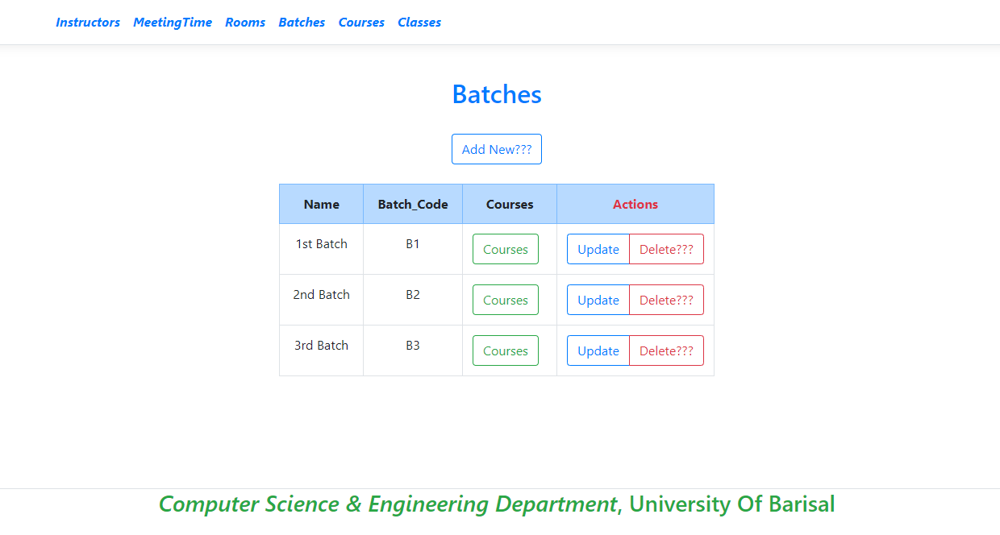 Instructors MeetingTime Rooms Batches Courses Classes
Batches
Add New???
Name Batch_Code Courses Actions
1st Batch B1 Courses Update Delete???
2nd Batch B2 Courses Update Delete???
3rd Batch B3 Courses Update Delete???
Computer Science & Engineering Department, University Of Barisal